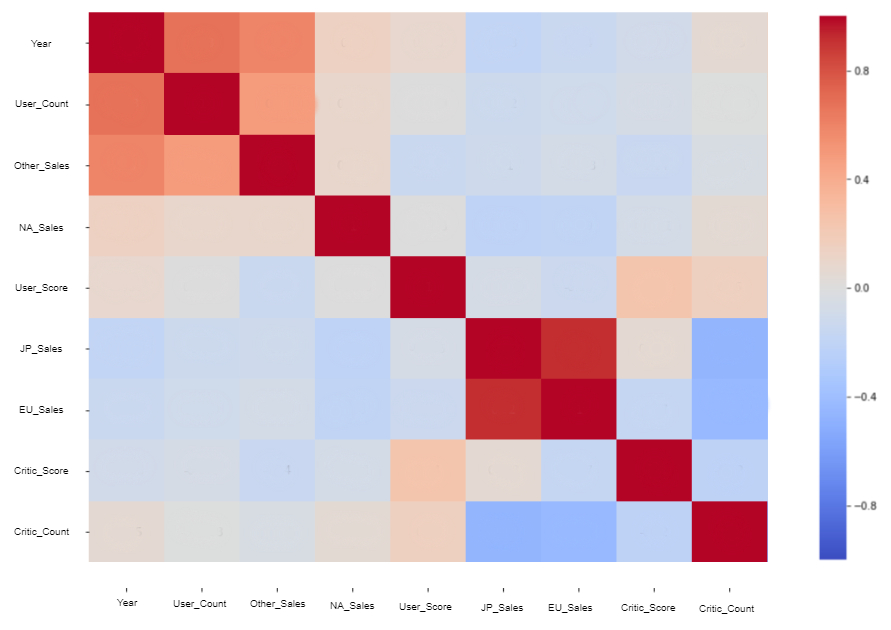 Year
User_Count
Other_Sales
NA_Sales
User_Score
JP_Sales
EU_Sales
Critic_Score
Critic_Count
Year User_Count Other_Sales NA_Sales User_Score JP_Sales EU_Sales Critic_Score Critic_Count
0.8
0.4
0.0
−0.4
−0.8